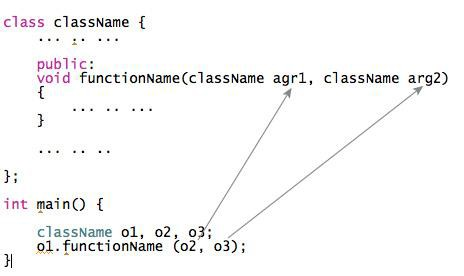 class className {
... .. ...
public:
void functionName(className agr1, className arg2)
{
... .. ...
}
... .. ..
};
int main() {
className o1, o2, o3;
o1.functionName (o2, o3);
}